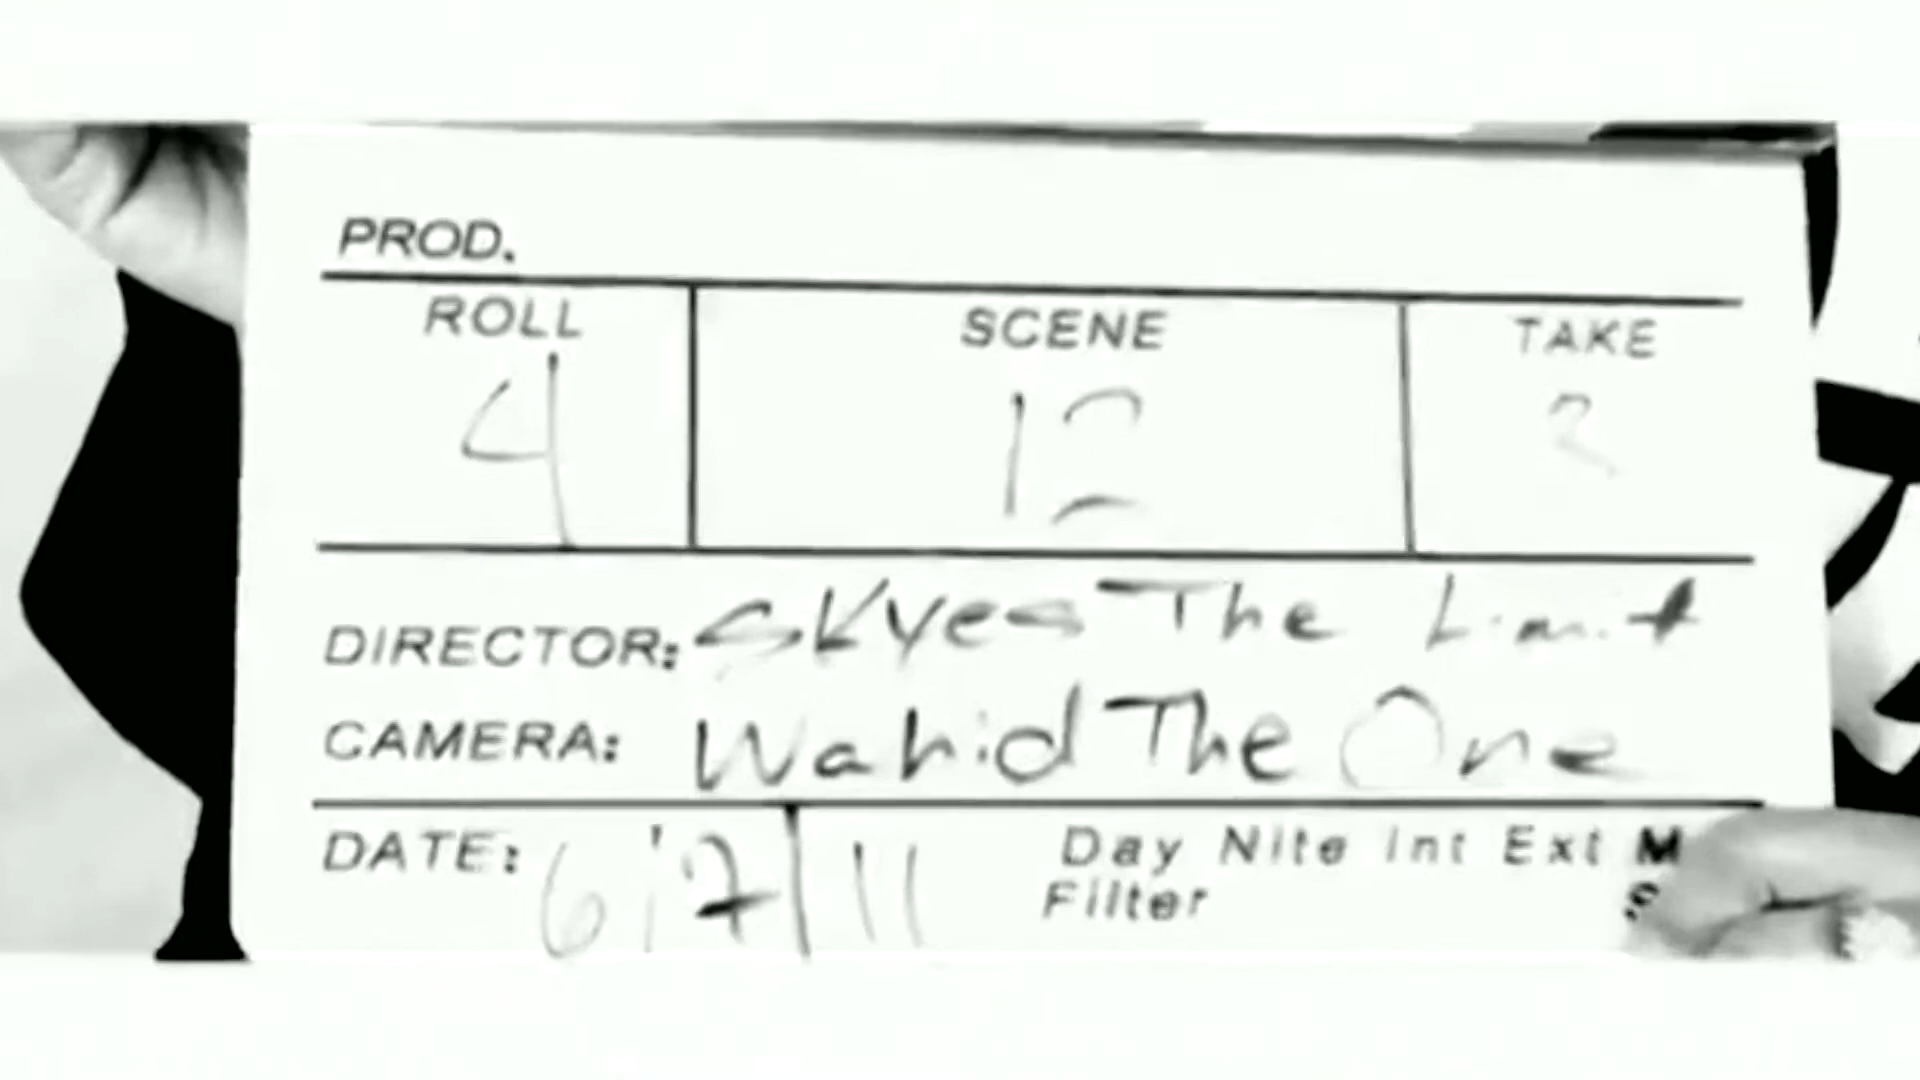 PROD.
ROLL SCENE TAKE
4 12 2
DIRECTOR: SKyes The Limit
CAMERA: Wahid The One
DATE: 6/7/11 Day Nite Int Ext M
Filter S